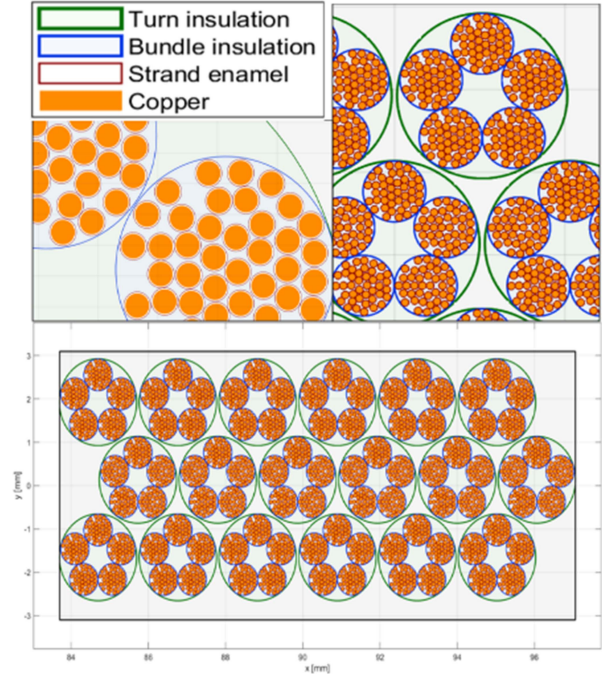 Turn insulation
Bundle insulation
Strand enamel
Copper
3
2
1
0
-1
-2
-3
y [mm]
84
86
88
90
92
94
96
x [mm]